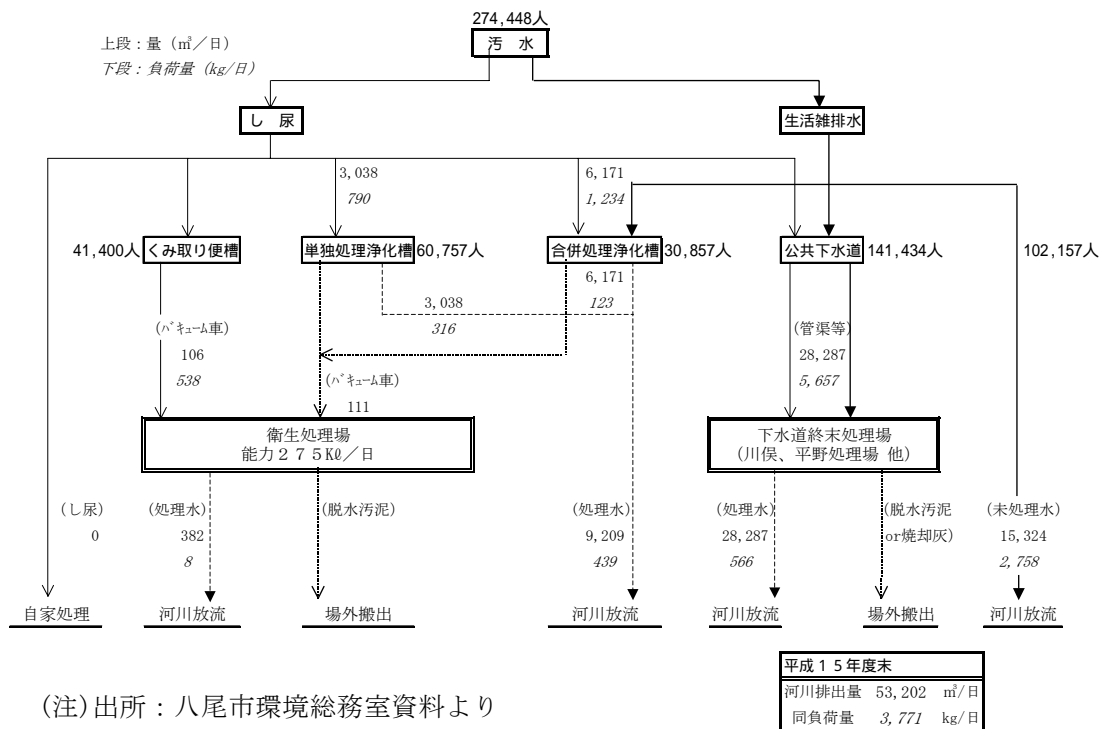 274,448人
汚 水
上段：量（㎥／日）
下段：負荷量（kg/日）
し 尿
生活雑排水
3,038
790
6,171
1,234
41,400人
くみ取り便槽
単独処理浄化槽
60,757人
合併処理浄化槽
30,857人
公共下水道
141,434人
102,157人
6,171
123
3,038
316
(ﾊﾞｷｭｰﾑ車)
106
538
(ﾊﾞｷｭｰﾑ車)
111
(管渠等)
28,287
5,657
衛生処理場
能力２７５Kℓ／日
下水道終末処理場
(川俣、平野処理場 他)
(し尿)
0
(処理水)
382
8
(脱水汚泥)
(処理水)
9,209
439
(処理水)
28,287
566
(脱水汚泥
or焼却灰)
(未処理水)
15,324
2,758
自家処理
河川放流
場外搬出
河川放流
河川放流
場外搬出
河川放流
平成１５年度末
河川排出量 53,202 ㎥/日
同負荷量 3,771 kg/日
(注)出所：八尾市環境総務室資料より